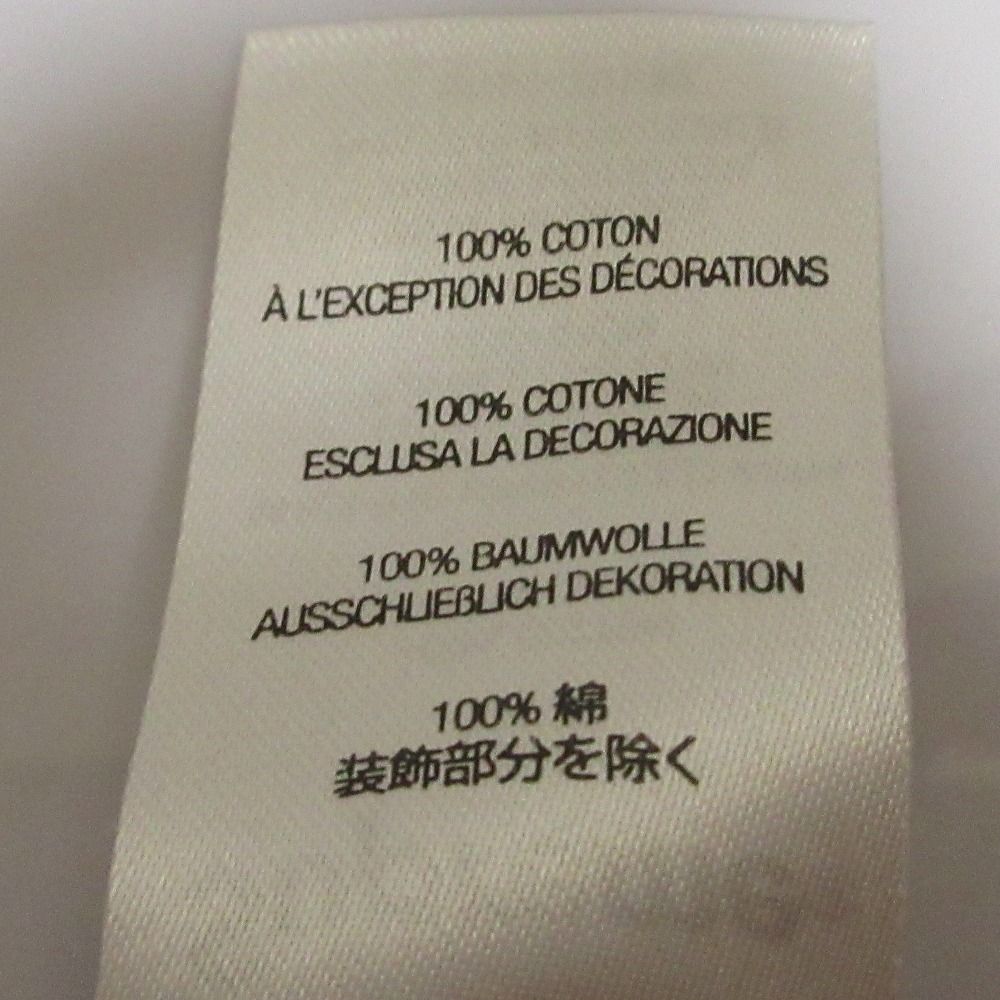 100% COTON
À L'EXCEPTION DES DÉCORATIONS
100% COTONE
ESCLUSA LA DECORAZIONE
100% BAUMWOLLE
AUSSCHLIEßLICH DEKORATION
100% 綿
装飾部分を除く